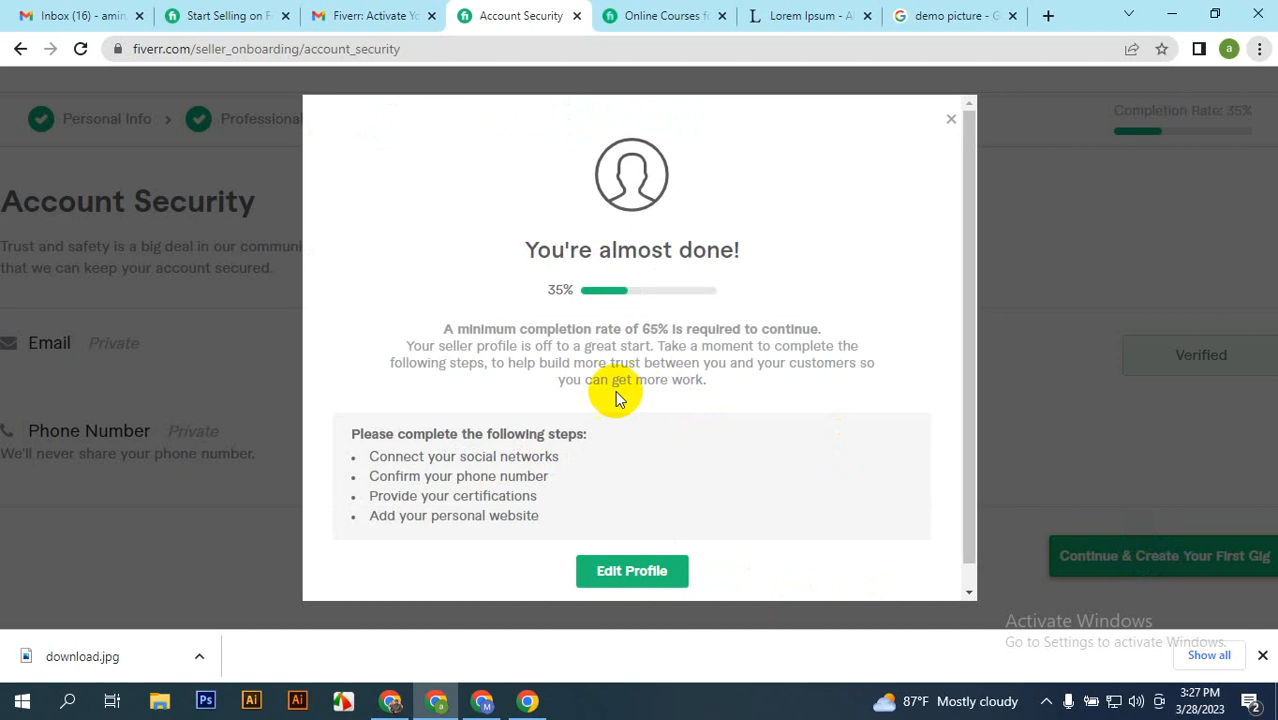 Inbox (16) - amin
Start Selling on F
Fiverr: Activate Yo
Account Security
Online Courses fo
Lorem Ipsum - Al
demo picture - G
fiverr.com/seller_onboarding/account_security
a
Personal Info
Professional
Completion Rate: 35%
Account Security
Trust and safety is a big deal in our communi
that we can keep your account secured.
Email Private
Verified
Phone Number Private
We'll never share your phone number.
Continue & Create Your First Gig
You're almost done!
35%
A minimum completion rate of 65% is required to continue.
Your seller profile is off to a great start. Take a moment to complete the
following steps, to help build more trust between you and your customers so
you can get more work.
Please complete the following steps:
• Connect your social networks
• Confirm your phone number
• Provide your certifications
• Add your personal website
Edit Profile
Activate Windows
Go to Settings to activate Windows.
download.jpg
Show all
Ps
Ai
Ai
87°F Mostly cloudy
3:27 PM
3/28/2023
2